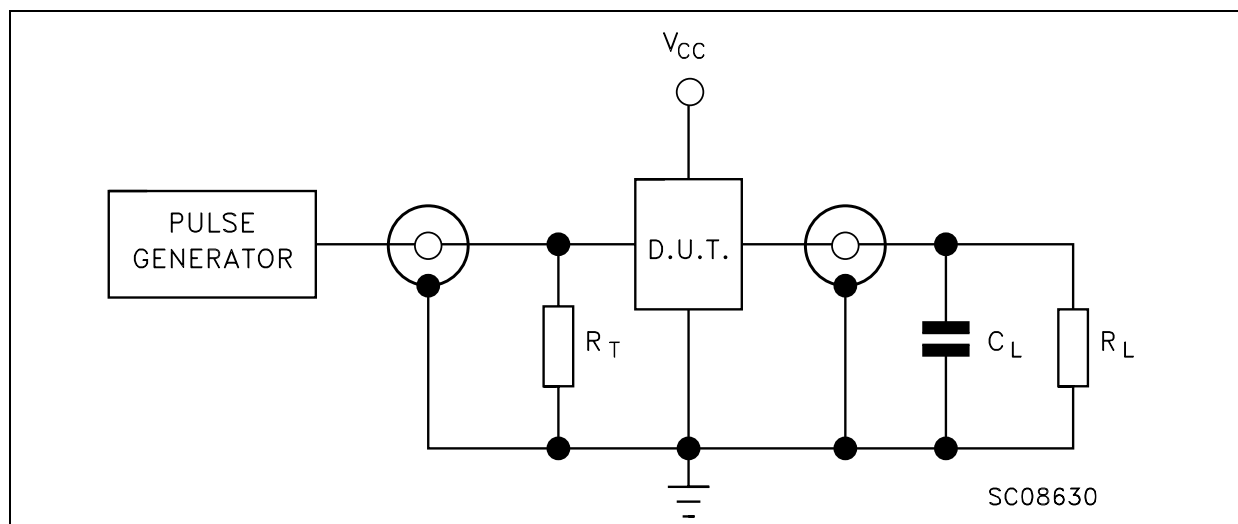 VCC
PULSE
GENERATOR
D.U.T.
RT
CL
RL
SC08630